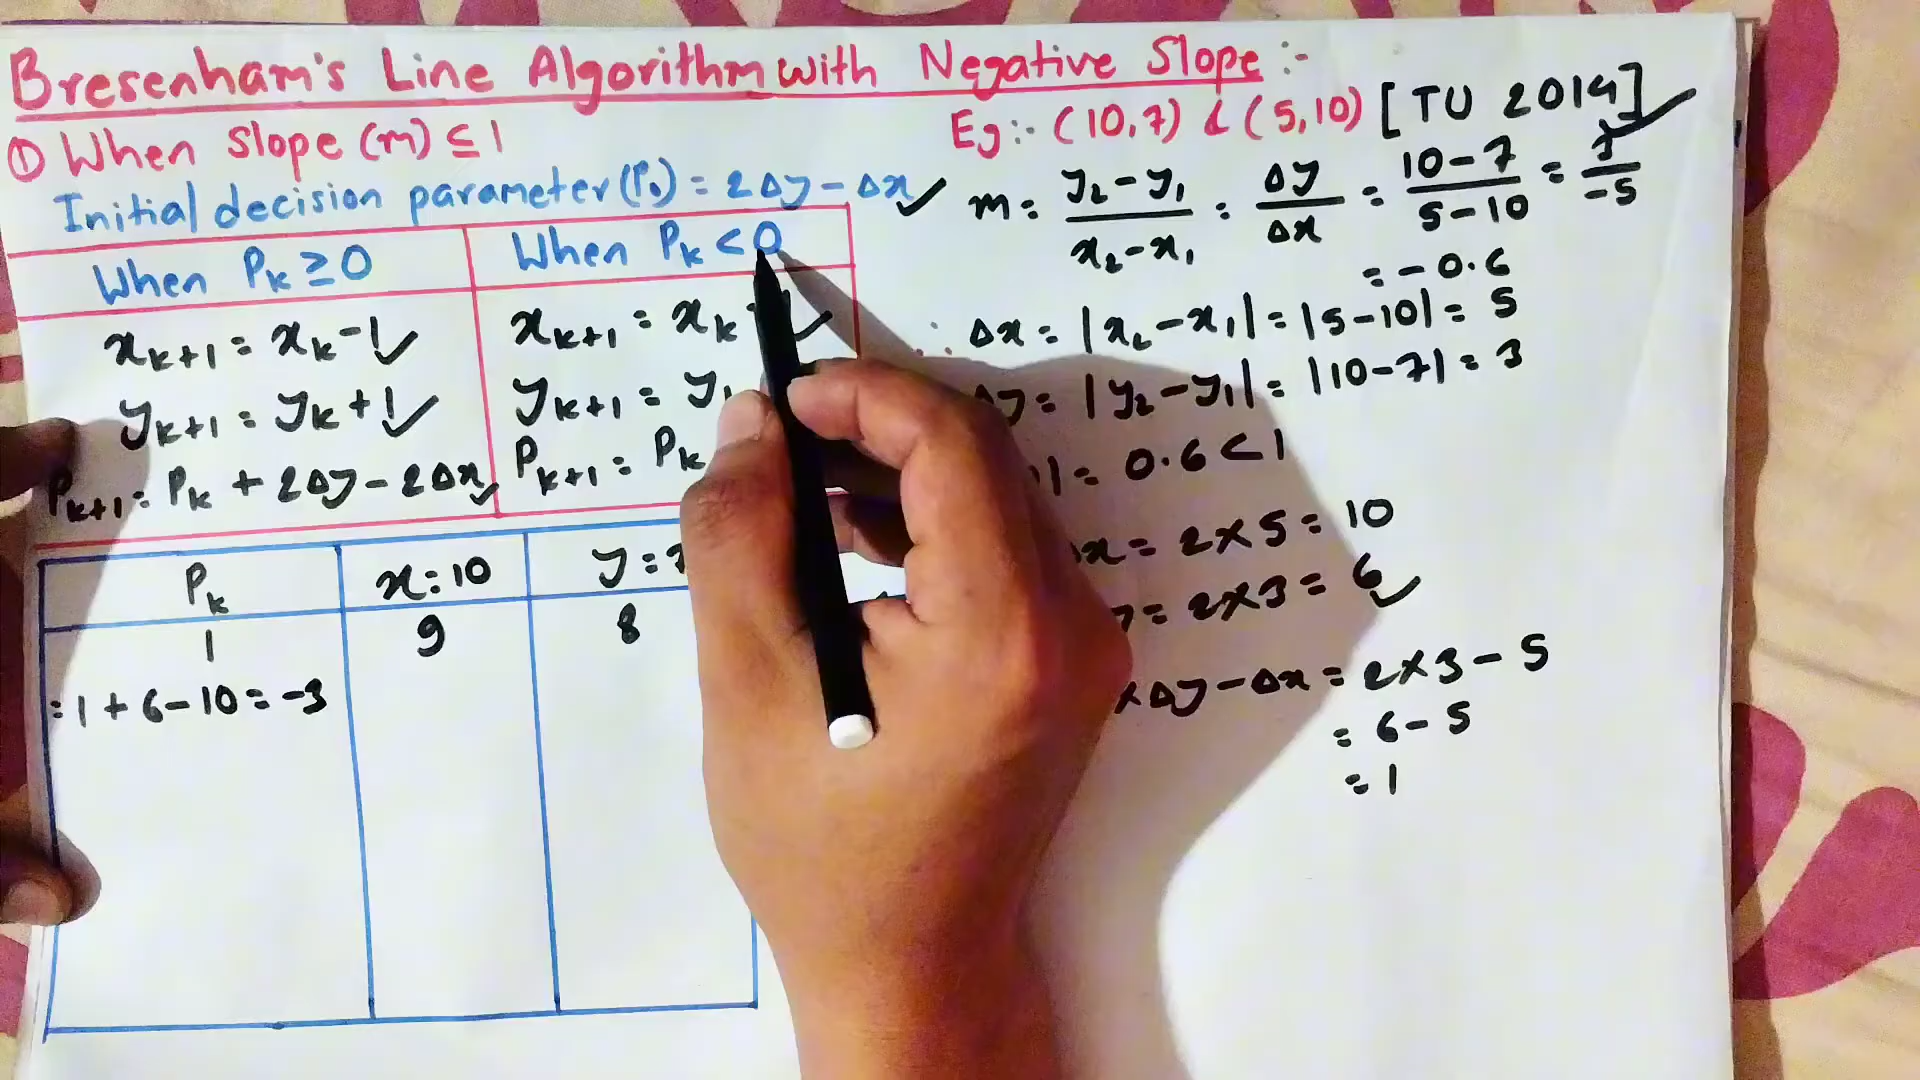 Bresenham's Line Algorithm with Negative Slope :-
① When slope (m) ≤ 1
Initial decision parameter (P₀) = 2Δy - Δx ✓
When Pk ≥ 0
xk+1 = xk - 1 ✓
yk+1 = yk + 1 ✓
Pk+1 = Pk + 2Δy - 2Δx ✓
When Pk < 0
xk+1 = xk
yk+1 = y
Pk+1 = Pk
Pk x = 10 y = 7
1 9 8
= 1 + 6 - 10 = -3
Eg :- (10,7) & (5,10) [TU 2014] ✓
m = (y₂ - y₁)/(x₂ - x₁) = Δy/Δx = (10 - 7)/(5 - 10) = 3/-5
= -0.6
∴ Δx = |x₂ - x₁| = |5 - 10| = 5
Δy = |y₂ - y₁| = |10 - 7| = 3
| = 0.6 < 1
x = 2 × 5 = 10
y = 2 × 3 = 6 ✓
× Δy - Δx = 2 × 3 - 5
= 6 - 5
= 1